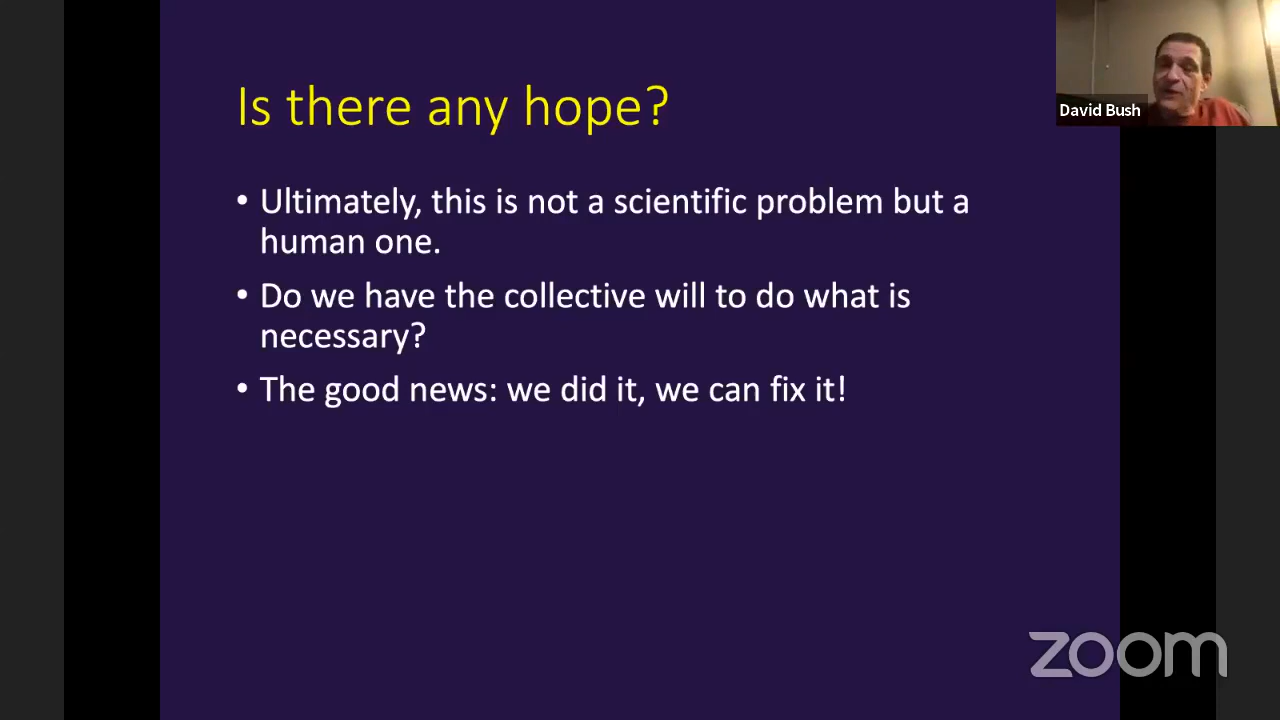 Is there any hope?
David Bush
• Ultimately, this is not a scientific problem but a
human one.
• Do we have the collective will to do what is
necessary?
• The good news: we did it, we can fix it!
zoom